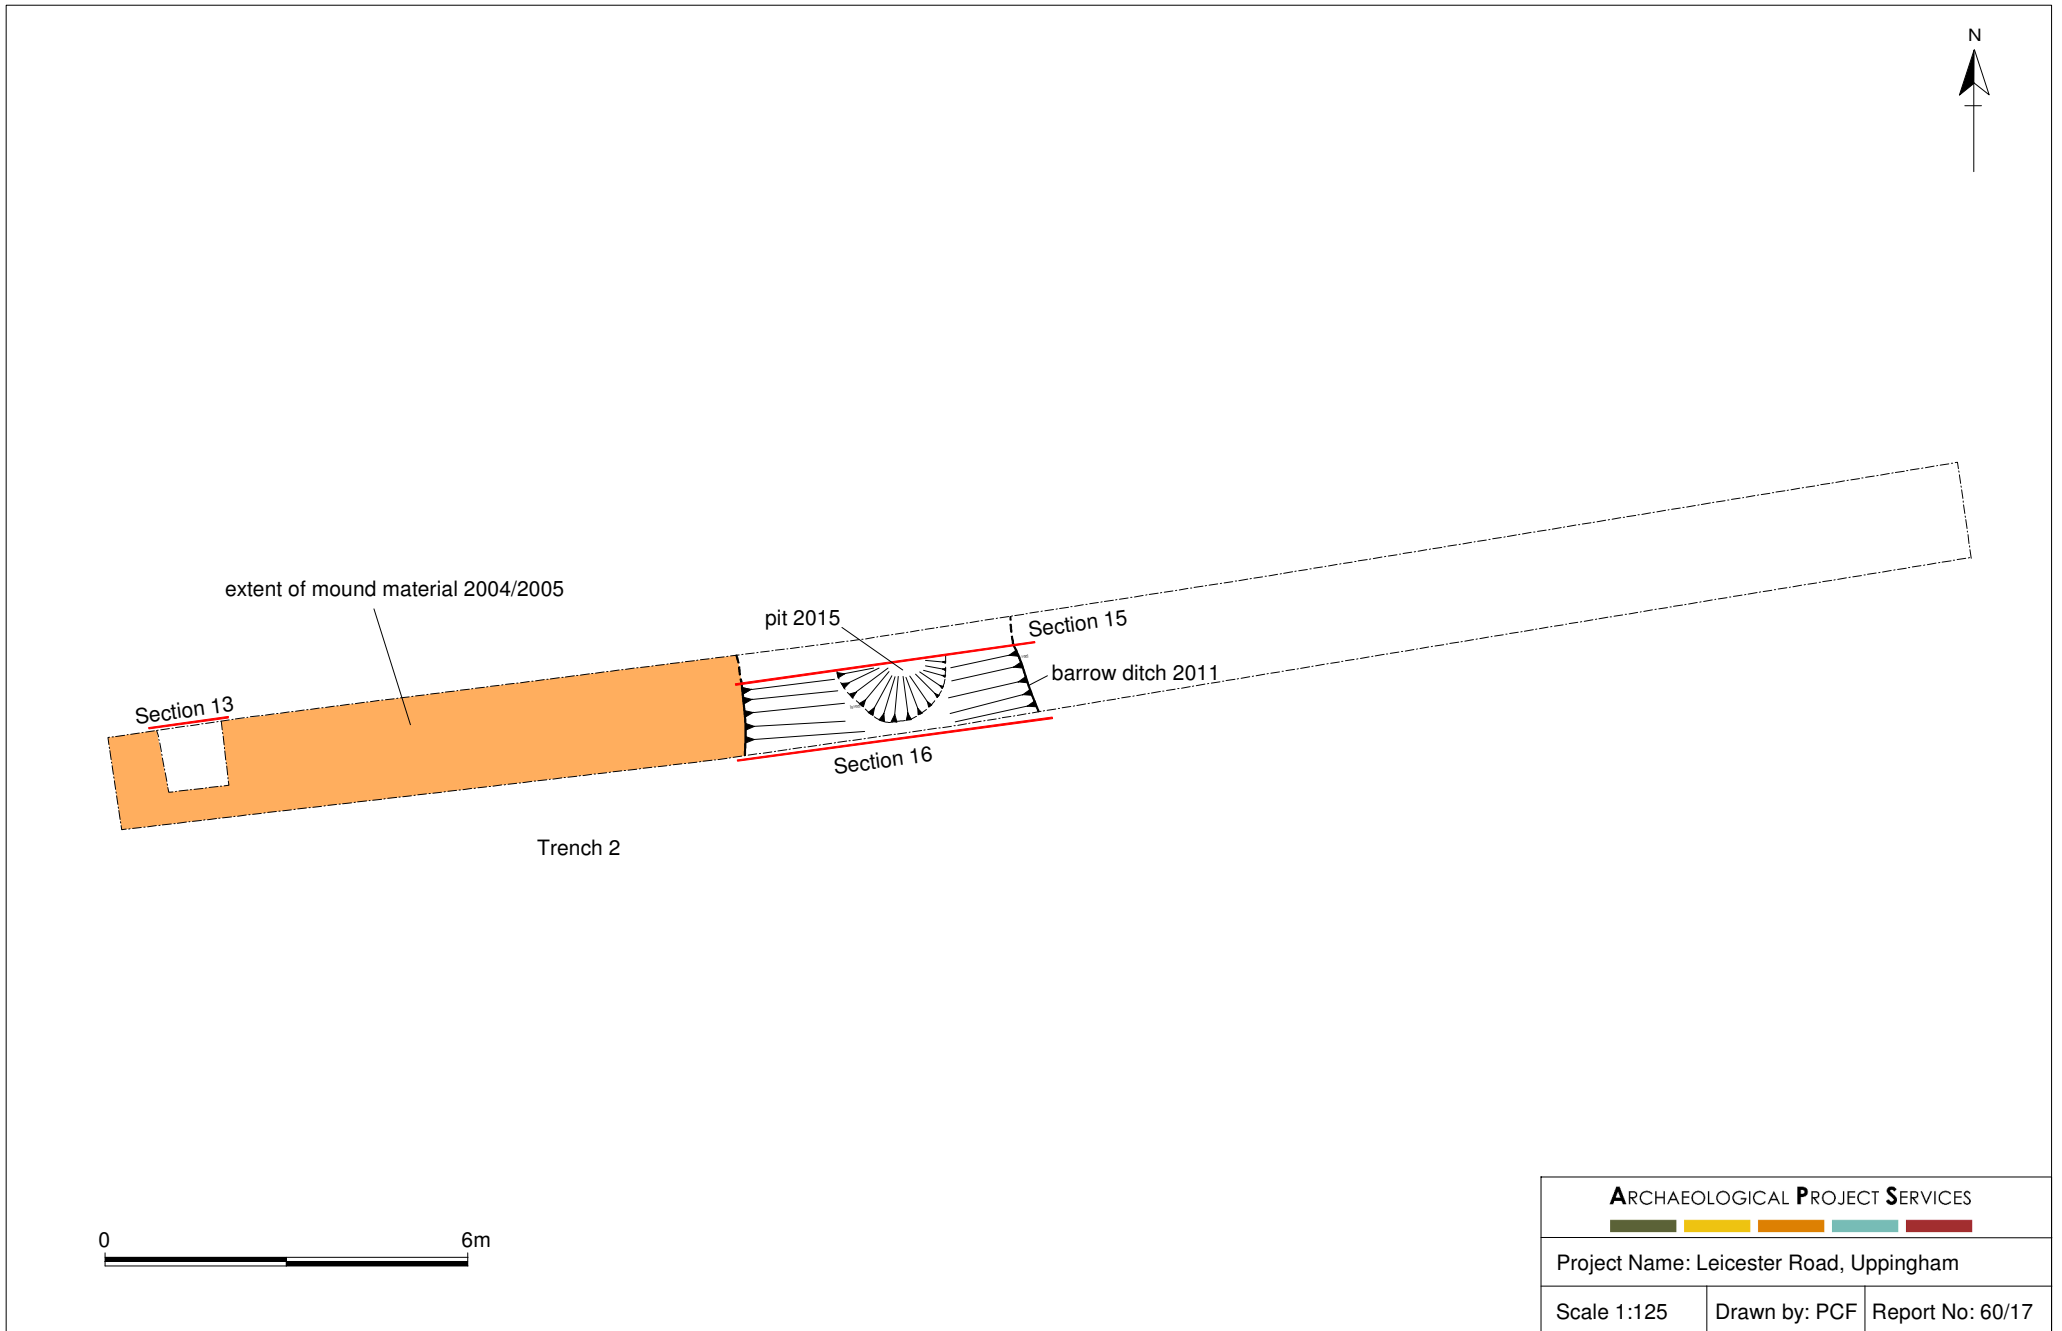 N
extent of mound material 2004/2005
pit 2015
Section 15
barrow ditch 2011
Section 13
Section 16
Trench 2
0 6m
ARCHAEOLOGICAL PROJECT SERVICES
Project Name: Leicester Road, Uppingham
Scale 1:125 Drawn by: PCF Report No: 60/17